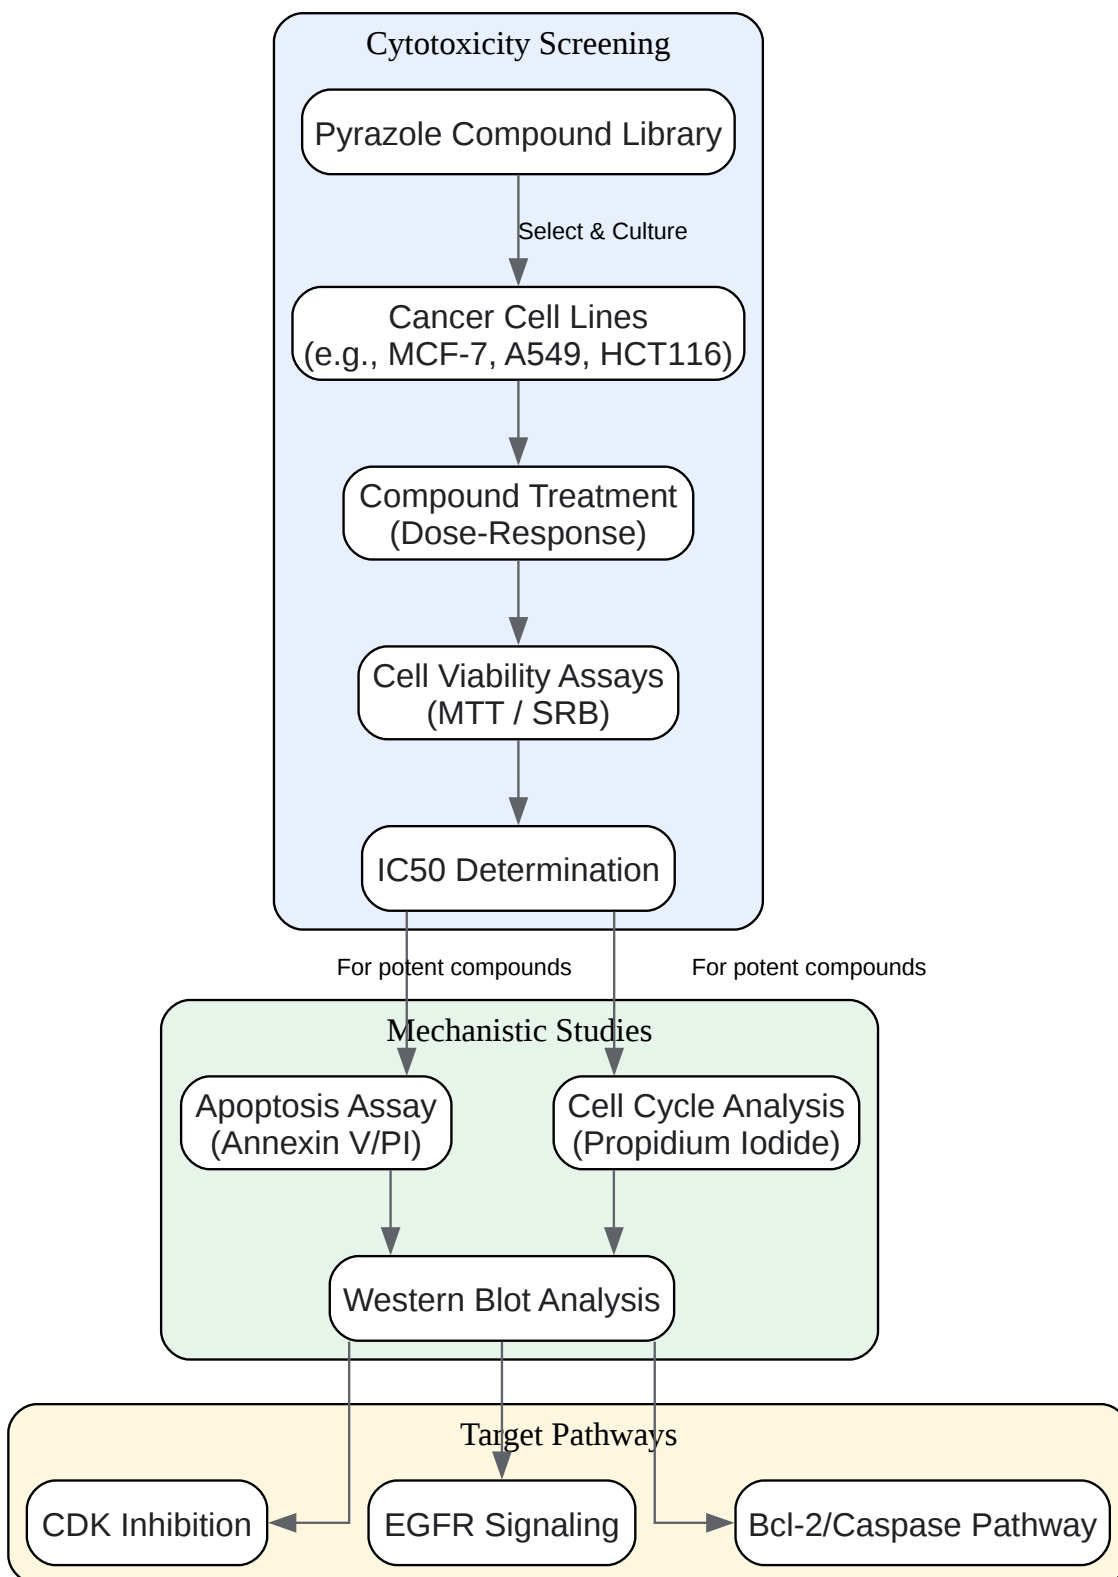 Cytotoxicity Screening
Pyrazole Compound Library
Select & Culture
Cancer Cell Lines
(e.g., MCF-7, A549, HCT116)
Compound Treatment
(Dose-Response)
Cell Viability Assays
(MTT / SRB)
IC50 Determination
For potent compounds
For potent compounds
Mechanistic Studies
Apoptosis Assay
(Annexin V/PI)
Cell Cycle Analysis
(Propidium Iodide)
Western Blot Analysis
Target Pathways
CDK Inhibition
EGFR Signaling
Bcl-2/Caspase Pathway